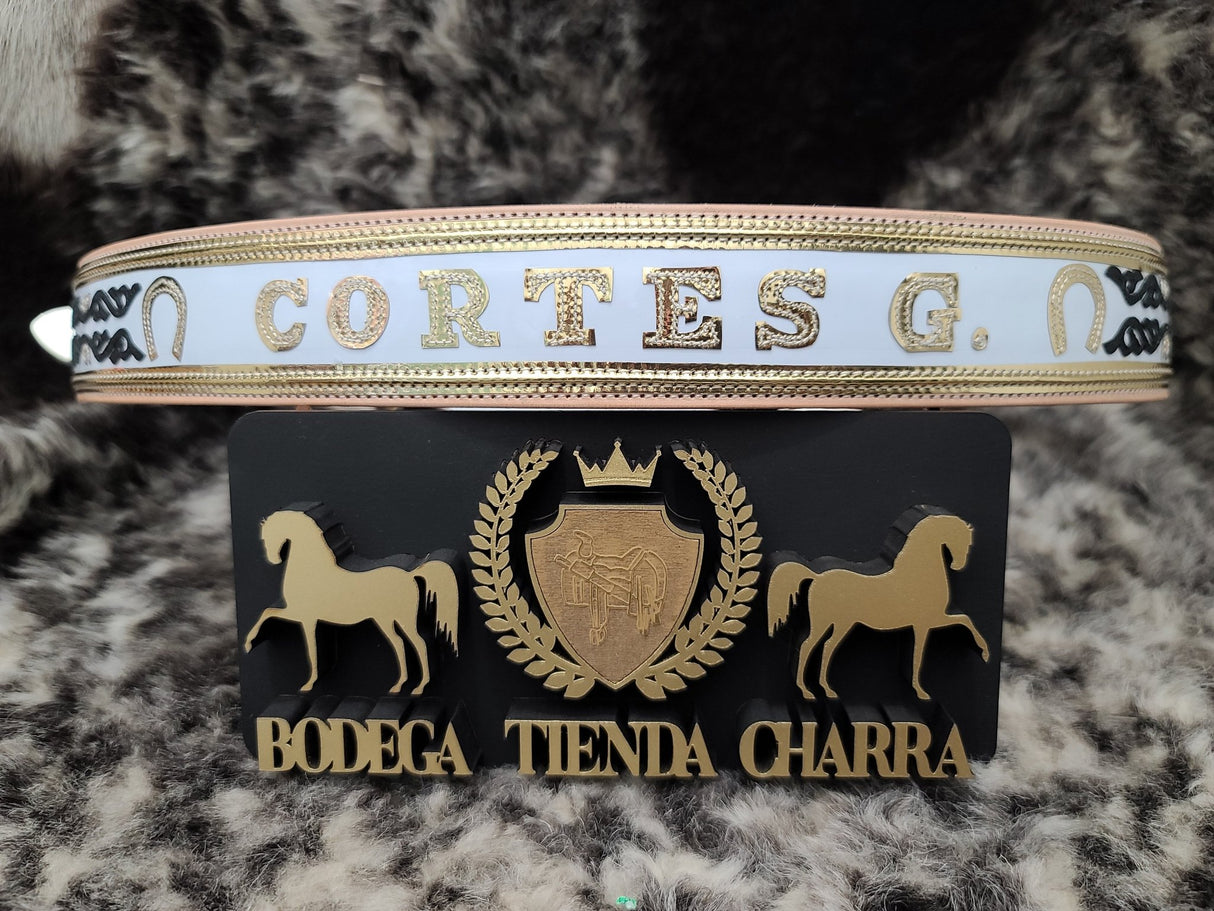 CORTES G.
BODEGA TIENDA CHARRA